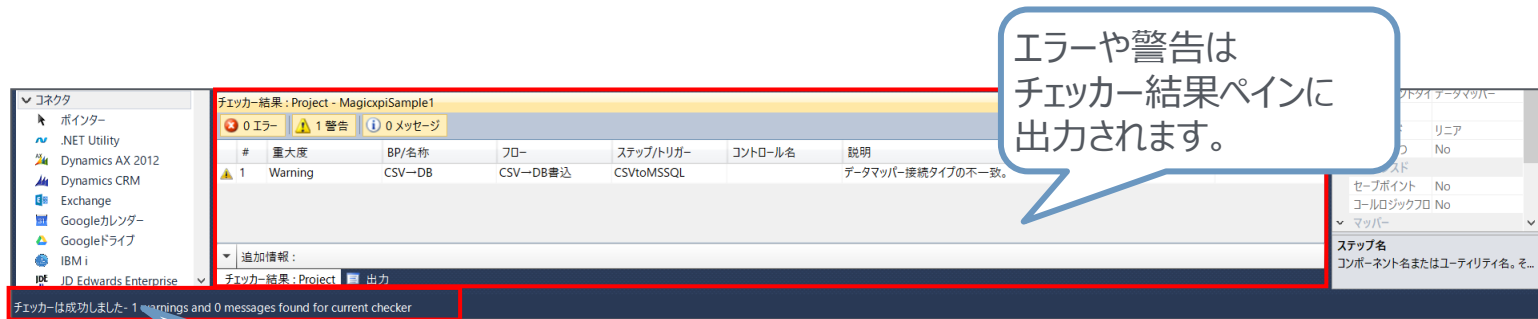 エラーや警告は
チェッカー結果ペインに
出力されます。
コネクタ
ポインター
.NET Utility
Dynamics AX 2012
Dynamics CRM
Exchange
Googleカレンダー
Googleドライブ
IBM i
JD Edwards Enterprise
チェッカー結果 : Project - MagicxpiSample1
0 エラー 1 警告 0 メッセージ
# 重大度 BP/名称 フロー ステップ/トリガー コントロール名 説明
1 Warning CSV→DB CSV→DB書込 CSVtoMSSQL データマッパー接続タイプの不一致。
追加情報 :
チェッカー結果 : Project 出力
データマッパー
リニア
No
セーブポイント No
コールロジックフロ No
マッパー
ステップ名
コンポーネント名またはユーティリティ名。そ...
チェッカーは成功しました- 1 warnings and 0 messages found for current checker